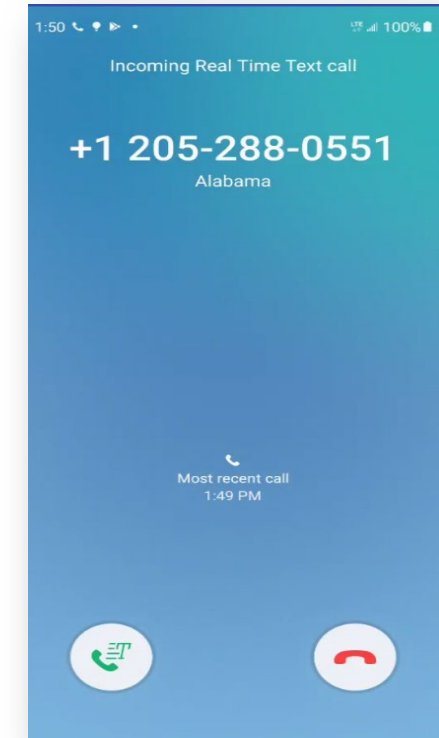 1:50 LTE 100%
Incoming Real Time Text call
+1 205-288-0551
Alabama
Most recent call
1:49 PM
T